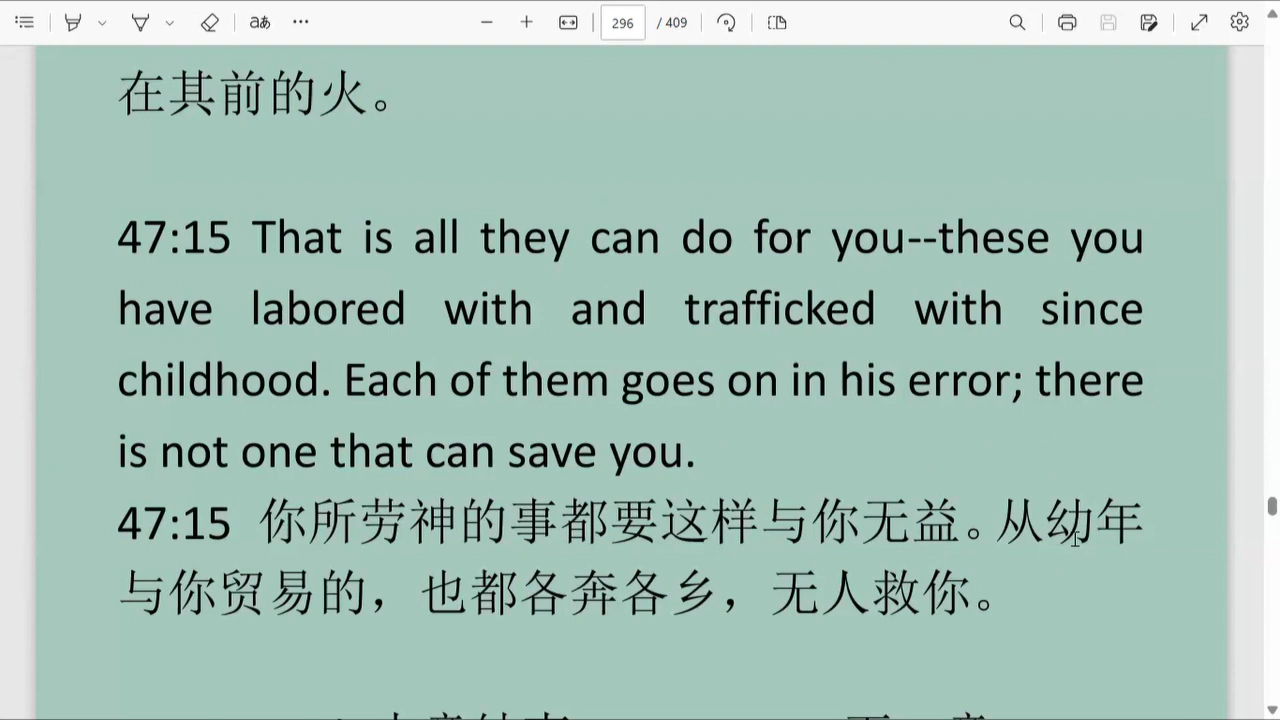 aあ
296 / 409
在其前的火。
47:15 That is all they can do for you--these you
have labored with and trafficked with since
childhood. Each of them goes on in his error; there
is not one that can save you.
47:15 你所劳神的事都要这样与你无益。从幼年
与你贸易的，也都各奔各乡，无人救你。